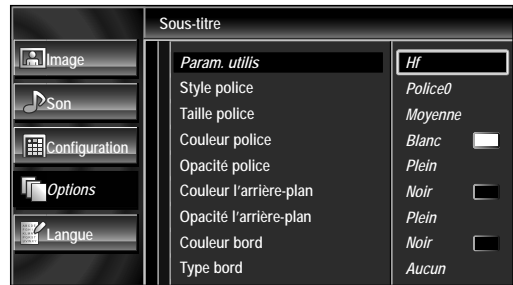 Sous-titre
Image
Son
Configuration
Options
Langue
Param. utilis Hf
Style police Police0
Taille police Moyenne
Couleur police Blanc
Opacité police Plein
Couleur l'arrière-plan Noir
Opacité l'arrière-plan Plein
Couleur bord Noir
Type bord Aucun